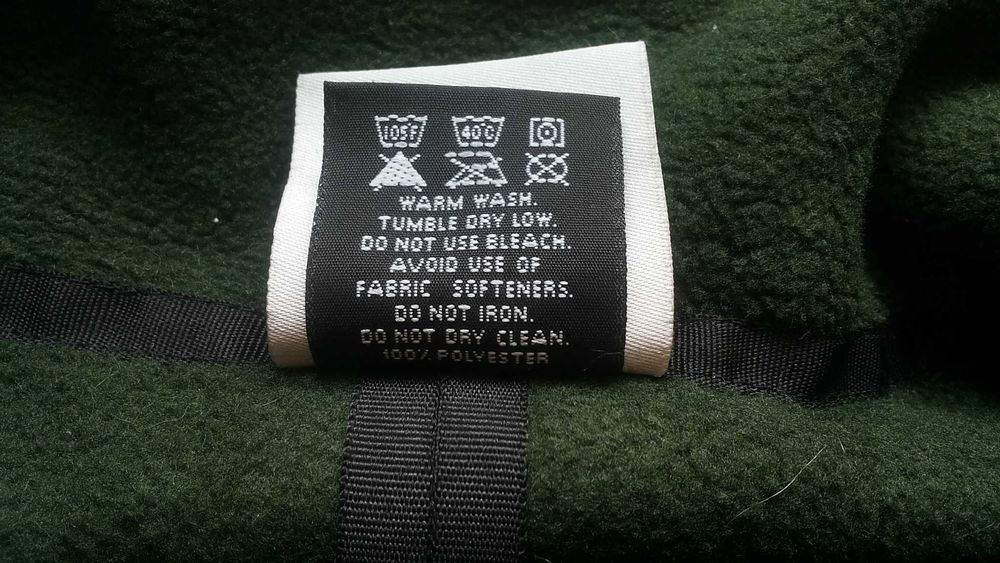 105F 40C
WARM WASH.
TUMBLE DRY LOW.
DO NOT USE BLEACH.
AVOID USE OF
FABRIC SOFTENERS.
DO NOT IRON.
DO NOT DRY CLEAN.
100% POLYESTER